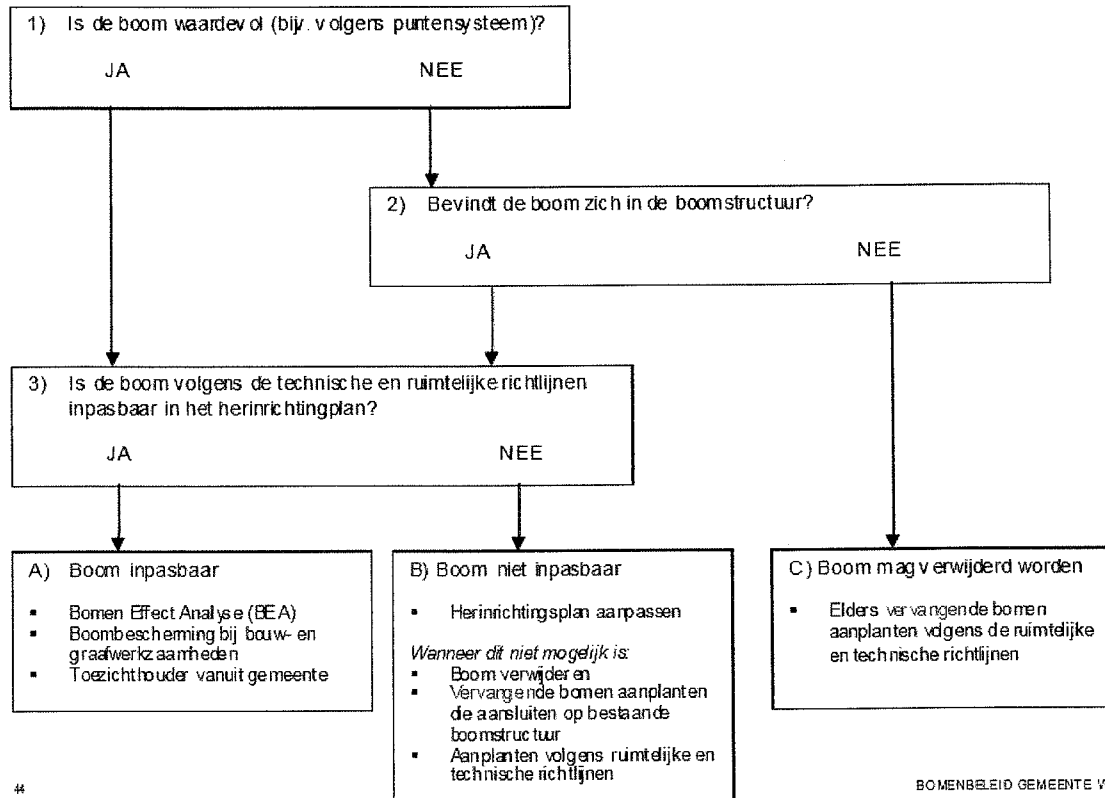 1) Is de boom waardevol (bijv. volgens puntensysteem)?
JA NEE
2) Bevindt de boom zich in de boomstructuur?
JA NEE
3) Is de boom volgens de technische en ruimtelijke richtlijnen
inpasbaar in het herinrichtingplan?
JA NEE
A) Boom inpasbaar
▪ Bomen Effect Analyse (BEA)
▪ Boombescherming bij bouw- en
graafwerkzaamheden
▪ Toezichthouder vanuit gemeente
B) Boom niet inpasbaar
▪ Herinrichtingsplan aanpassen
Wanneer dit niet mogelijk is:
▪ Boom verwijderen
▪ Vervangende bomen aanplanten
die aansluiten op bestaande
boomstructuur
▪ Aanplanten volgens ruimtelijke en
technische richtlijnen
C) Boom mag verwijderd worden
▪ Elders vervangende bomen
aanplanten volgens de ruimtelijke
en technische richtlijnen
44
BOMENBELEID GEMEENTE V